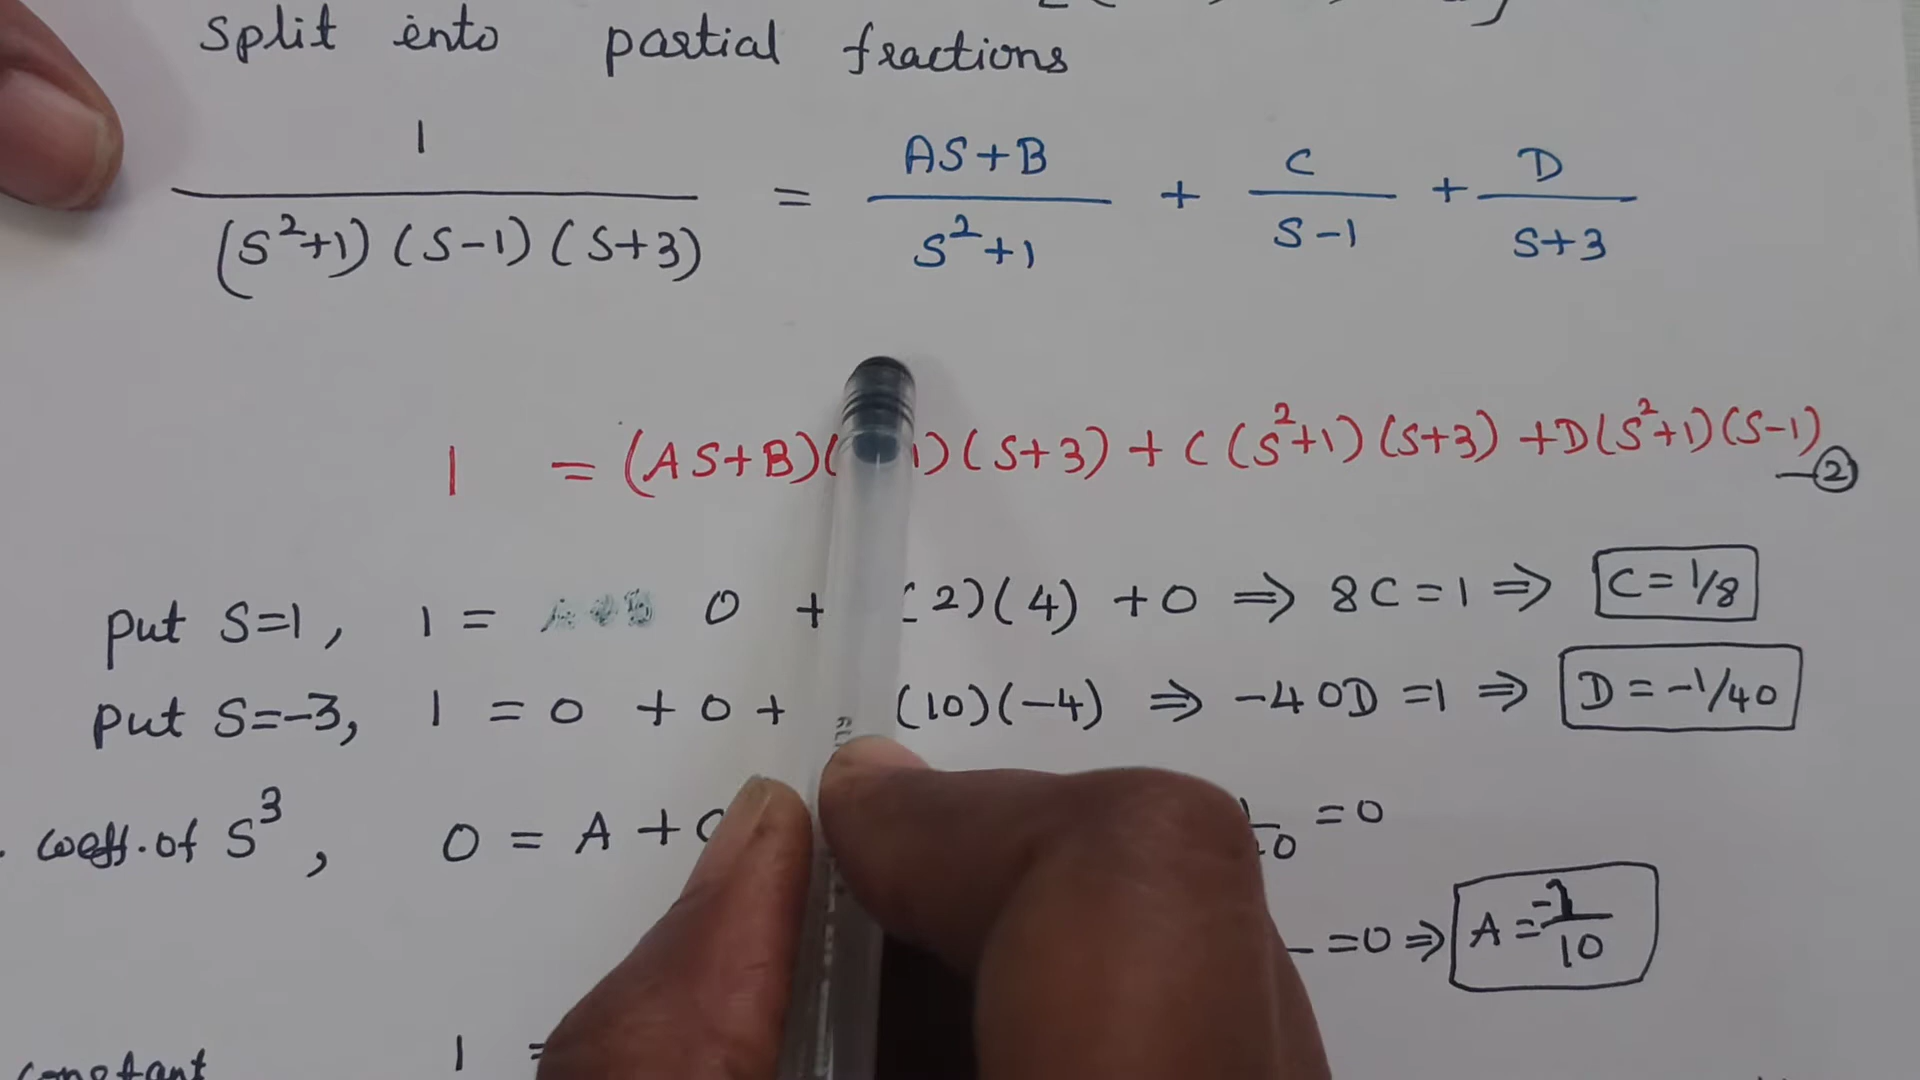 split into partial fractions
1 / (S²+1)(S-1)(S+3) = AS+B / S²+1 + C / S-1 + D / S+3
1 = (AS+B)( 1)(S+3) + C(S²+1)(S+3) + D(S²+1)(S-1) —②
put S=1, 1 = 0 + (2)(4) + 0 ⇒ 8C = 1 ⇒ C = 1/8
put S=-3, 1 = 0 + 0 + (10)(-4) ⇒ -40D = 1 ⇒ D = -1/40
coeff. of S³, 0 = A + = 0
= 0 ⇒ A = -1/10
constant 1 =